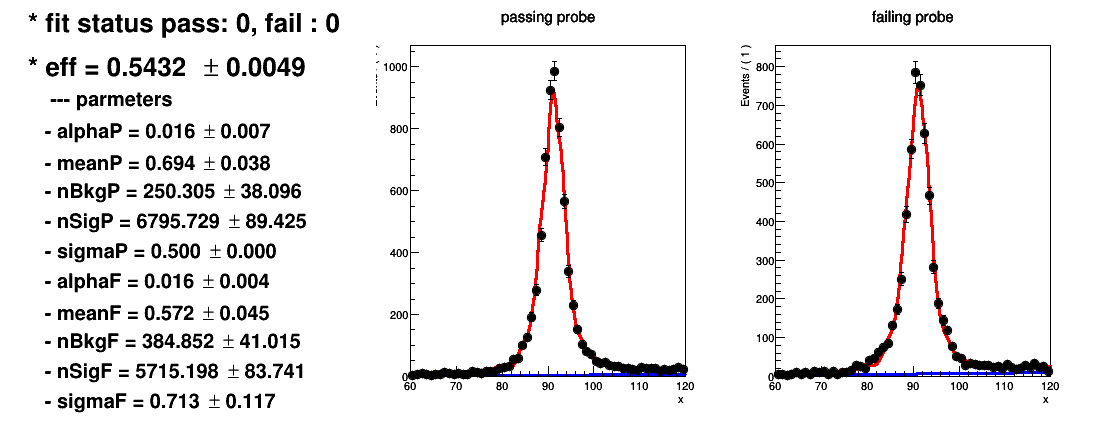 * fit status pass: 0, fail : 0
* eff = 0.5432 ± 0.0049
--- parmeters
- alphaP = 0.016 ± 0.007
- meanP = 0.694 ± 0.038
- nBkgP = 250.305 ± 38.096
- nSigP = 6795.729 ± 89.425
- sigmaP = 0.500 ± 0.000
- alphaF = 0.016 ± 0.004
- meanF = 0.572 ± 0.045
- nBkgF = 384.852 ± 41.015
- nSigF = 5715.198 ± 83.741
- sigmaF = 0.713 ± 0.117
passing probe
1000
800
600
400
200
0
60 70 80 90 100 110 120
x
failing probe
Events / ( 1 )
800
700
600
500
400
300
200
100
0
60 70 80 90 100 110 120
x